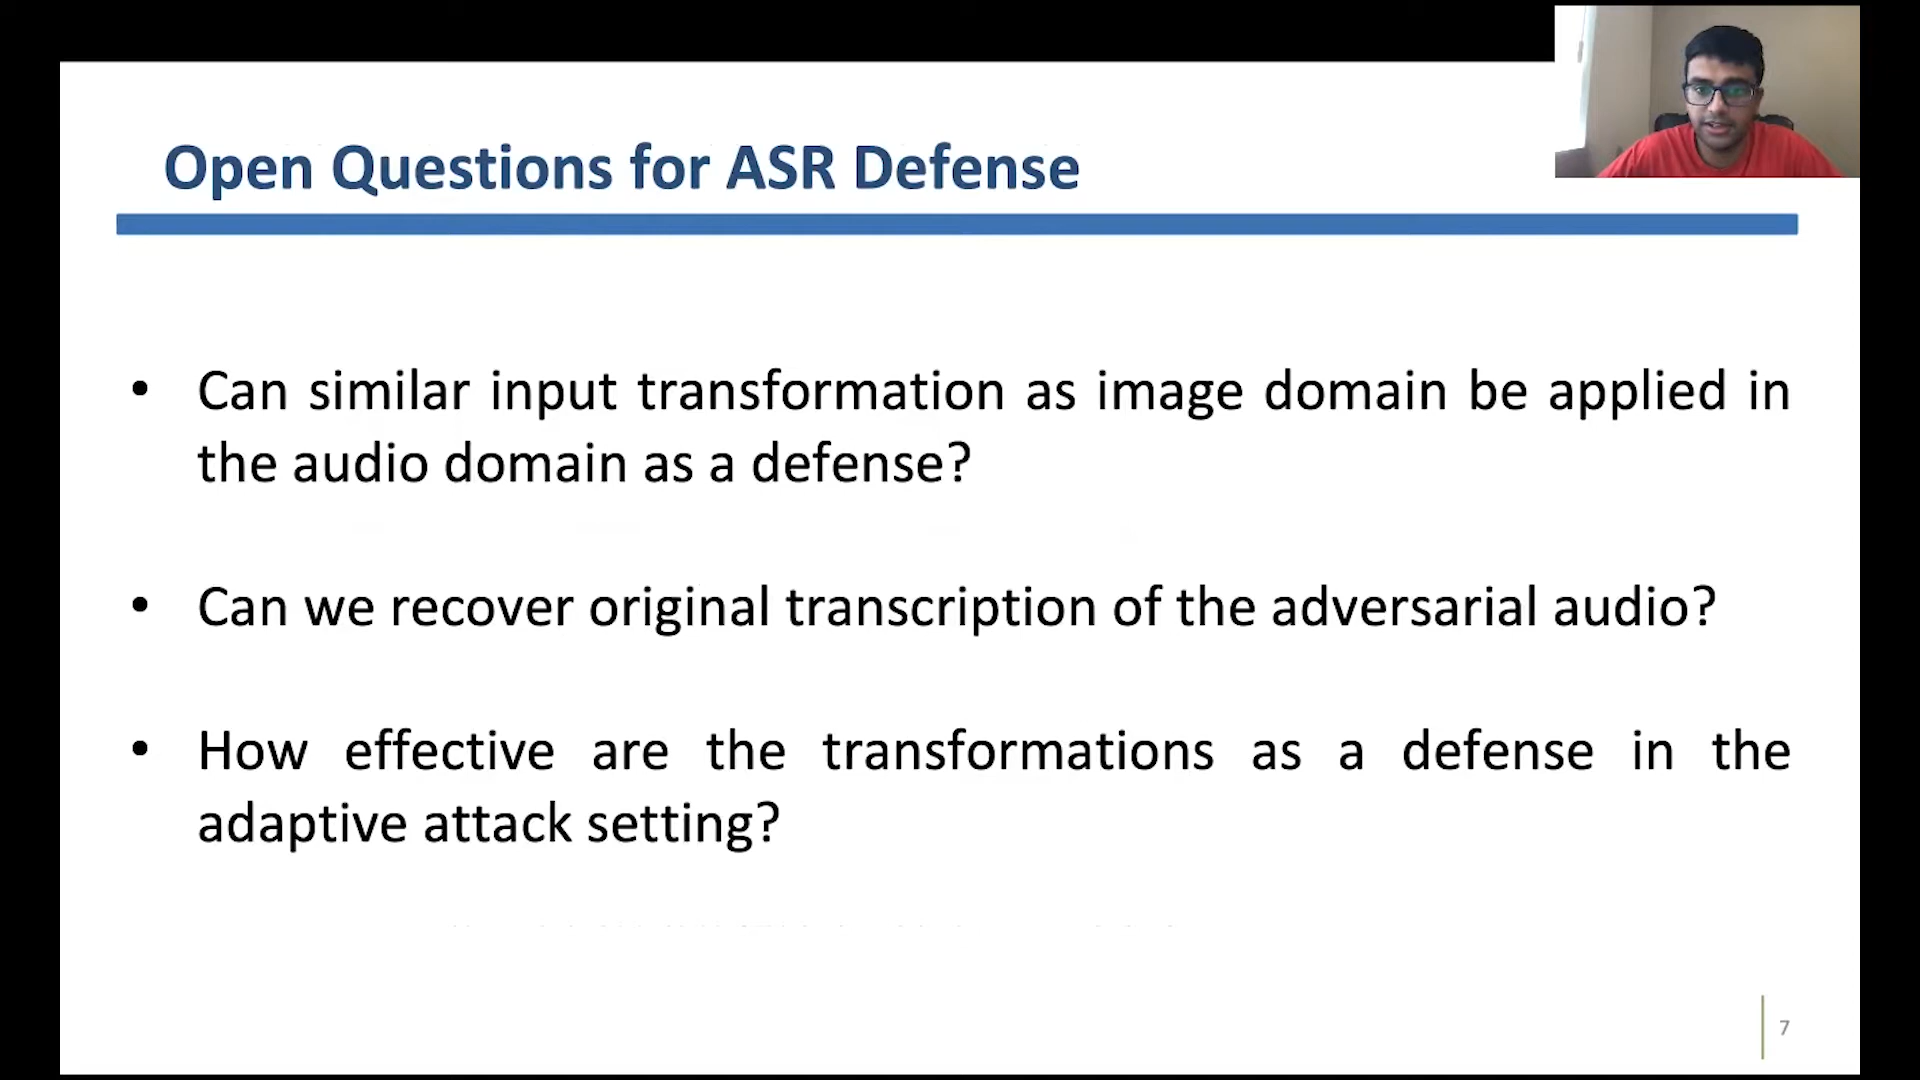 Open Questions for ASR Defense
• Can similar input transformation as image domain be applied in
the audio domain as a defense?
• Can we recover original transcription of the adversarial audio?
• How effective are the transformations as a defense in the
adaptive attack setting?
7